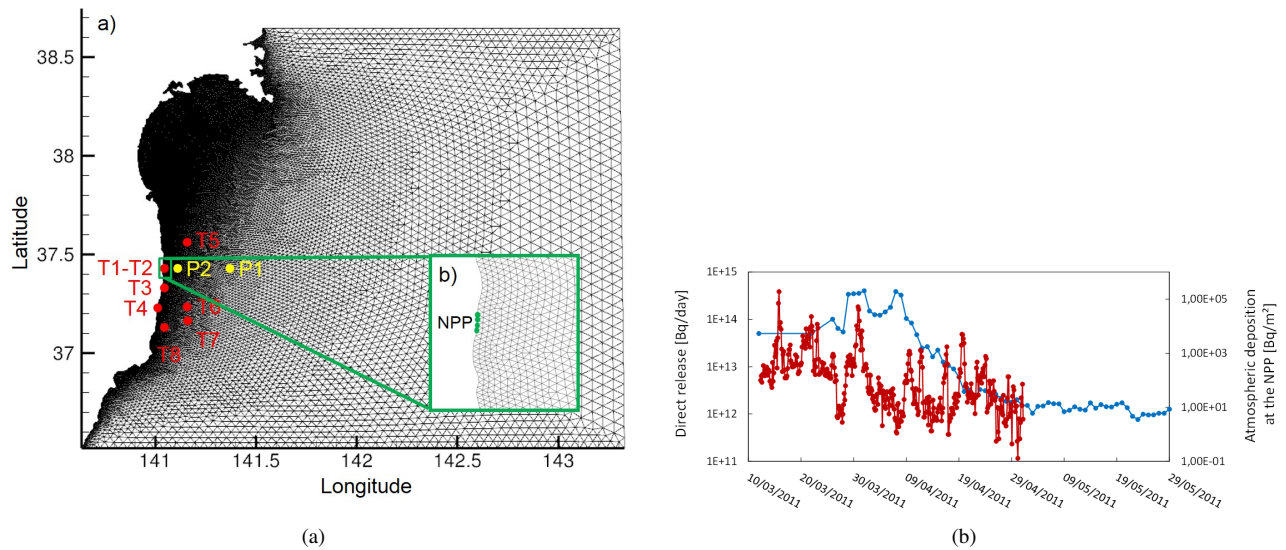 a)
38.5
38
37.5
37
Latitude
T5
T1-T2
P2
P1
T3
T4
T6
T7
T8
b)
NPP
141
141.5
142
142.5
143
Longitude
(a)
1E+15
1E+14
1E+13
1E+12
1E+11
Direct release [Bq/day]
1,00E+05
1,00E+03
1,00E+01
1,00E-01
Atmospheric deposition
at the NPP [Bq/m²]
10/03/2011
20/03/2011
30/03/2011
09/04/2011
19/04/2011
29/04/2011
09/05/2011
19/05/2011
29/05/2011
(b)